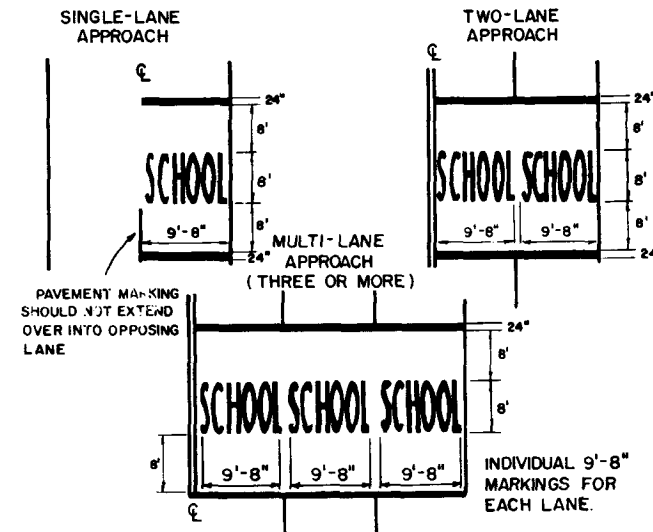 SINGLE-LANE
APPROACH
℄
24"
8'
SCHOOL
8'
9'-8"
8'
24"
PAVEMENT MARKING
SHOULD NOT EXTEND
OVER INTO OPPOSING
LANE
TWO-LANE
APPROACH
℄
24"
8'
SCHOOL SCHOOL
8'
9'-8" 9'-8"
8'
24
MULTI-LANE
APPROACH
(THREE OR MORE)
24"
8'
SCHOOL SCHOOL SCHOOL
8'
8'
9'-8" 9'-8" 9'-8"
℄
INDIVIDUAL 9'-8"
MARKINGS FOR
EACH LANE.